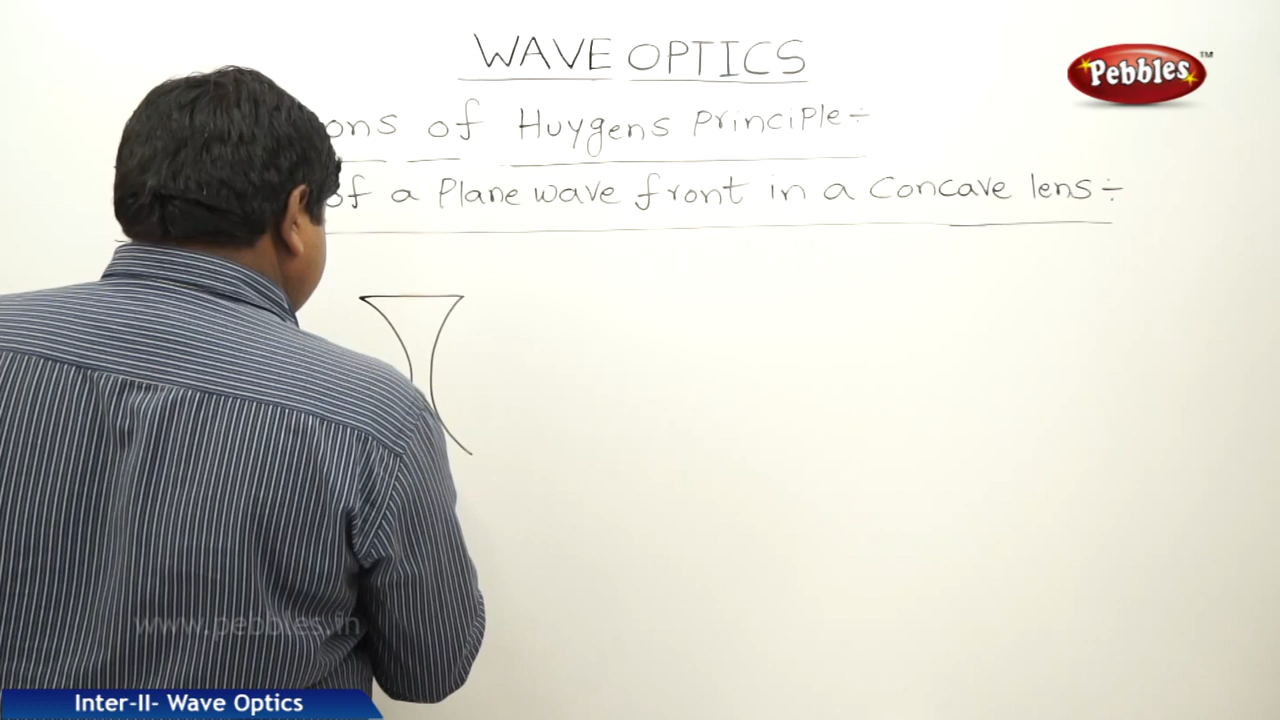 WAVE OPTICS
Pebbles™
ons of Huygens Principle:-
of a Plane wave front in a Concave lens:-
www.pebbles.in
Inter-II- Wave Optics